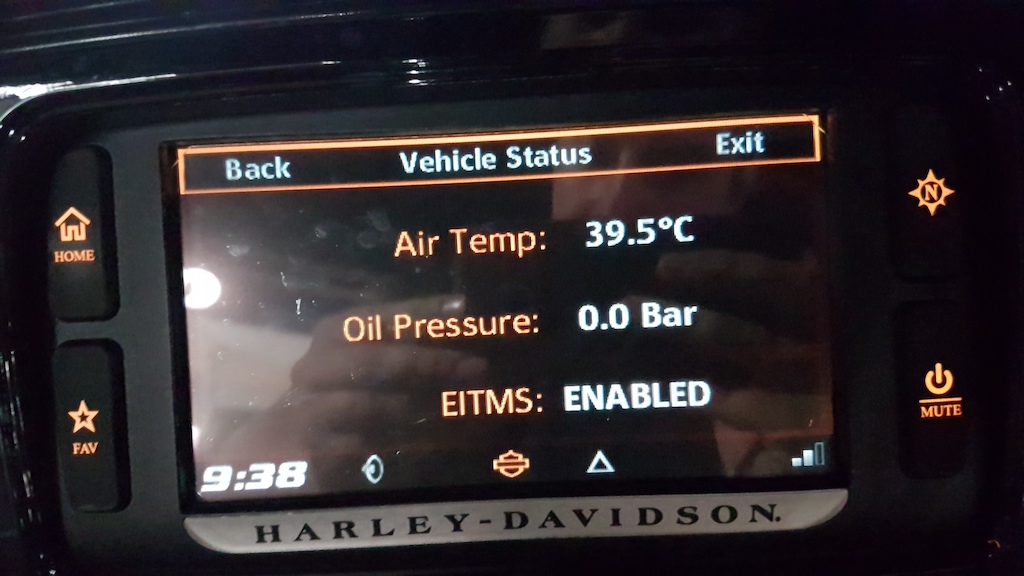 Back Vehicle Status Exit
N
Air Temp: 39.5°C
HOME
Oil Pressure: 0.0 Bar
EITMS: ENABLED
MUTE
FAV
9:38
HARLEY-DAVIDSON.